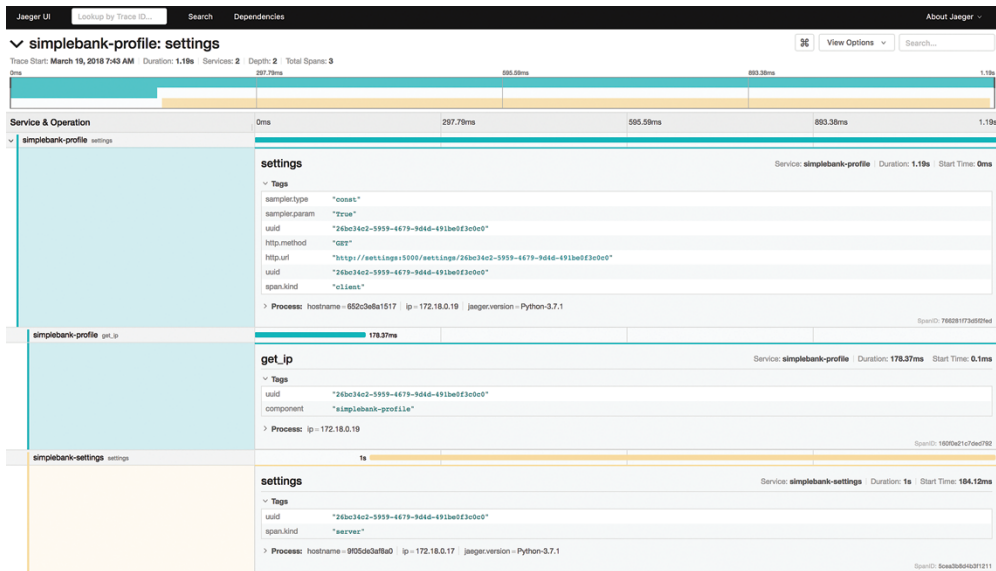 Jaeger UI Lookup by Trace ID... Search Dependencies About Jaeger
simplebank-profile: settings ⌘ View Options Search...
Trace Start: March 19, 2018 7:43 AM | Duration: 1.19s | Services: 2 | Depth: 2 | Total Spans: 3
0ms 297.79ms 595.59ms 893.38ms 1.19s
Service & Operation 0ms 297.79ms 595.59ms 893.38ms 1.19s
simplebank-profile settings
settings Service: simplebank-profile | Duration: 1.19s | Start Time: 0ms
Tags
sampler.type "const"
sampler.param "True"
uuid "26bc34c2-5959-4679-9d4d-491be0f3c0c0"
http.method "GET"
http.url "http://settings:5000/settings/26bc34c2-5959-4679-9d4d-491be0f3c0c0"
uuid "26bc34c2-5959-4679-9d4d-491be0f3c0c0"
span.kind "client"
Process: hostname = 652c3e8a1517 | ip = 172.18.0.19 | jaeger.version = Python-3.7.1
SpanID:
simplebank-profile get_ip 178.37ms
get_ip Service: simplebank-profile | Duration: 178.37ms | Start Time: 0.1ms
Tags
uuid "26bc34c2-5959-4679-9d4d-491be0f3c0c0"
component "simplebank-profile"
Process: ip = 172.18.0.19
SpanID: 160f0e21c7ded792
simplebank-settings settings 1s
settings Service: simplebank-settings | Duration: 1s | Start Time: 184.12ms
Tags
uuid "26bc34c2-5959-4679-9d4d-491be0f3c0c0"
span.kind "server"
Process: hostname = 9f05de3af8a0 | ip = 172.18.0.17 | jaeger.version = Python-3.7.1
SpanID: 5cea3b8d4b3f1211